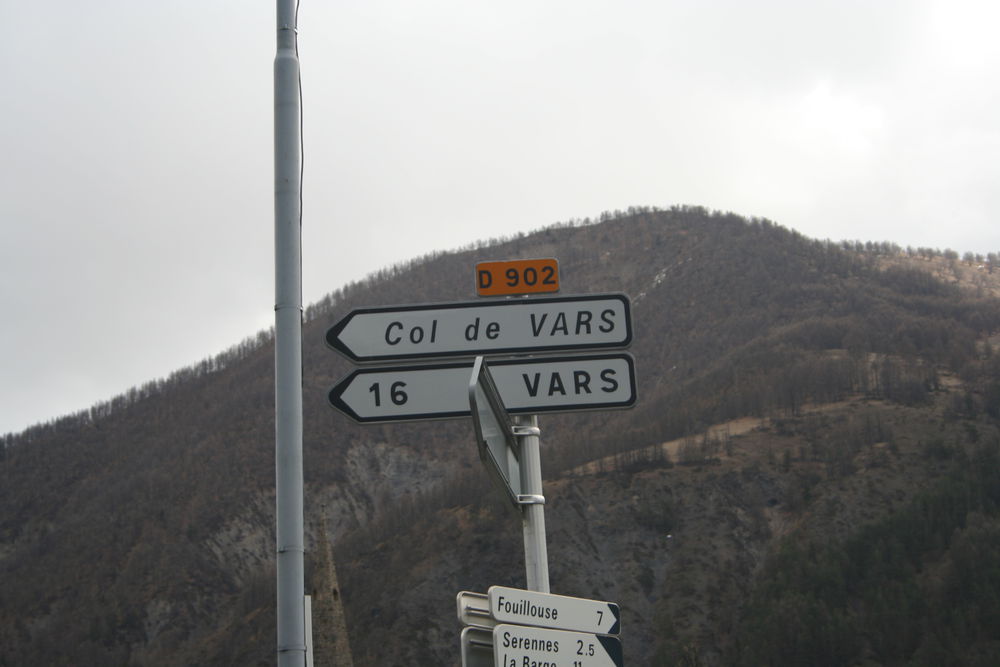 D 902
Col de VARS
16 VARS
Fouillouse 7
Serennes 2.5
La Barge 11